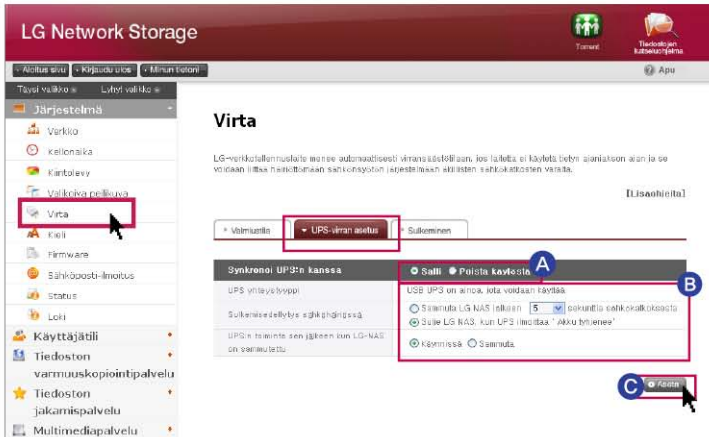 LG Network Storage
Torrent
Tiedostojen
katseluohjelma
Aloitus sivu
Kirjaudu ulos
Minun tietoni
Apu
Täysi valikko
Lyhyt valikko
Järjestelmä
Verkko
Kellonaika
Kiintolevy
Valikoiva peilikuva
Virta
Kieli
Firmware
Sähköposti-ilmoitus
Status
Loki
Käyttäjätili
Tiedoston
varmuuskopiointipalvelu
Tiedoston
jakamispalvelu
Multimediapalvelu
Virta
LG-verkkotallennuslaite menee automaattisesti virransäästötilaan, jos laitetta ei käytetä tietyn ajanjakson ajan ja se
voidaan liittää häiriöttömään sähkönsyötön järjestelmään äkillisten sähkökatkosten varalta.
[Lisäohjeita]
Valmiustila
UPS-virran asetus
Sulkeminen
Synkronoi UPS:n kanssa
Salli
Poista käytöstä
A
UPS yhteystyyppi
USB UPS on ainoa, jota voidaan käyttää
B
Sulkemisedellytys sähköhäiriössä
Sammuta LG NAS jälkeen 5 sekuntia sähkökatkoksesta
Sulje LG NAS, kun UPS ilmoittaa "Akku tyhjenee"
UPS:n toiminta sen jälkeen kun LG-NAS
on sammutettu
Käynnissä
Sammuta
C
Aseta